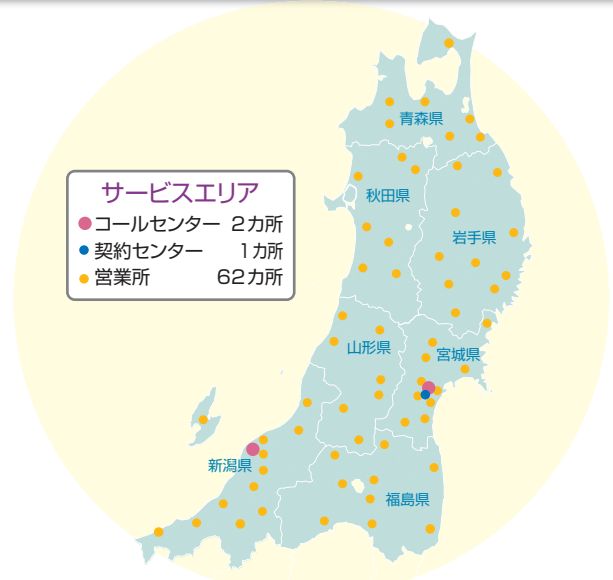 青森県
秋田県
サービスエリア
コールセンター 2カ所
契約センター 1カ所
営業所 62カ所
岩手県
山形県
宮城県
新潟県
福島県